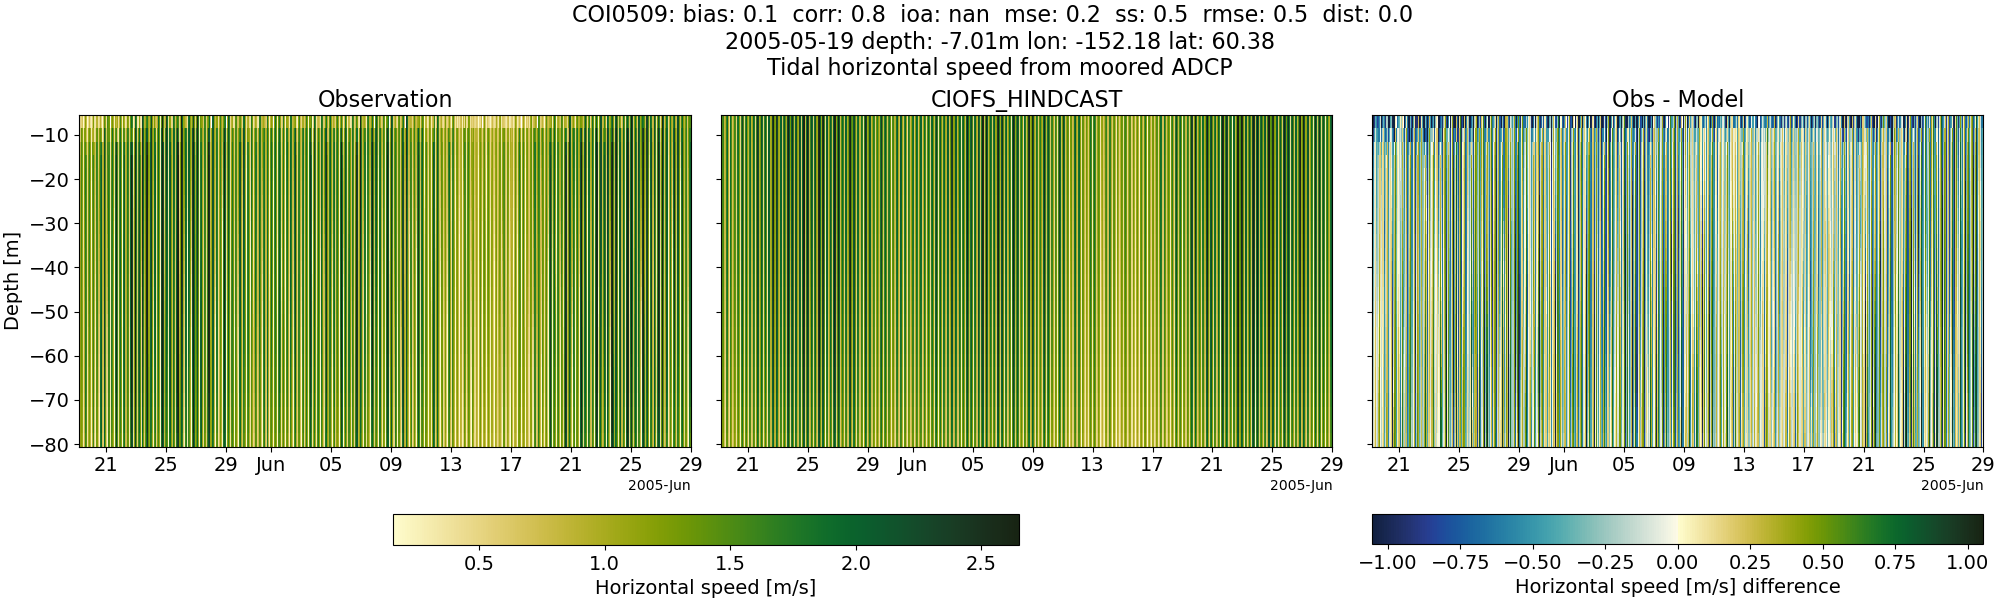 COI0509: bias: 0.1  corr: 0.8  ioa: nan  mse: 0.2  ss: 0.5  rmse: 0.5  dist: 0.0
2005-05-19 depth: -7.01m lon: -152.18 lat: 60.38
Tidal horizontal speed from moored ADCP
Observation
CIOFS_HINDCAST
Obs - Model
Depth [m]
−10
−20
−30
−40
−50
−60
−70
−80
21 25 29 Jun 05 09 13 17 21 25 29
2005-Jun
21 25 29 Jun 05 09 13 17 21 25 29
2005-Jun
21 25 29 Jun 05 09 13 17 21 25 29
2005-Jun
0.5 1.0 1.5 2.0 2.5
Horizontal speed [m/s]
−1.00 −0.75 −0.50 −0.25 0.00 0.25 0.50 0.75 1.00
Horizontal speed [m/s] difference